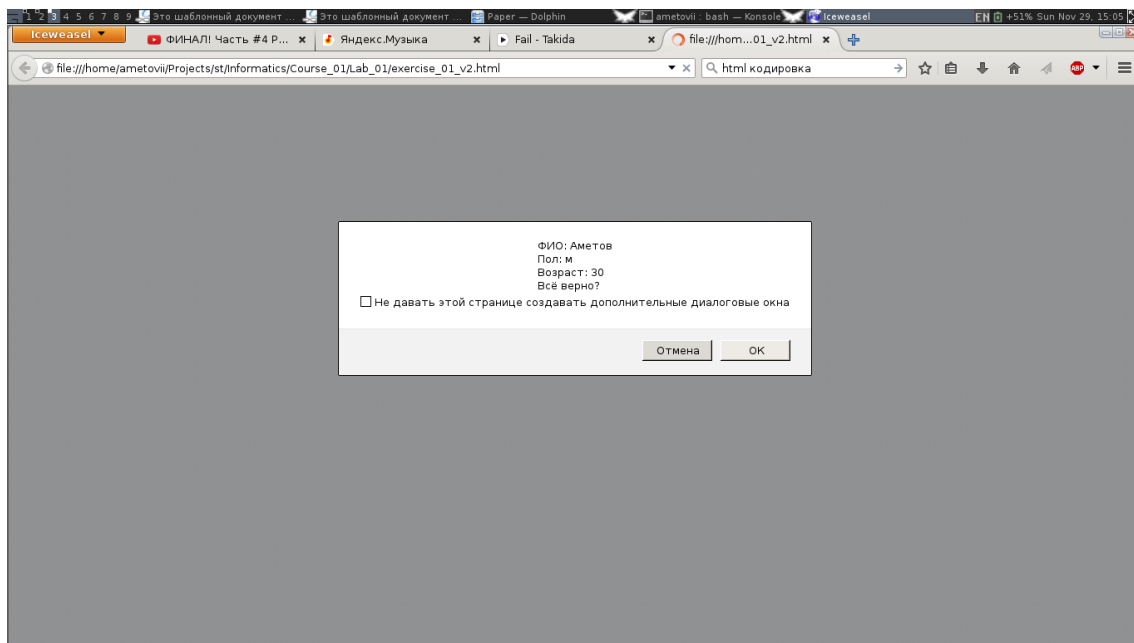 1 2 3 4 5 6 7 8 9 Это шаблонный документ ... Это шаблонный документ ... Paper — Dolphin ametovii : bash — Konsole Iceweasel EN +51% Sun Nov 29, 15:05
Iceweasel ФИНАЛ! Часть #4 Р... Яндекс.Музыка Fail - Takida file:///hom...01_v2.html
file:///home/ametovii/Projects/st/Informatics/Course_01/Lab_01/exercise_01_v2.html html кодировка ABP
ФИО: Аметов
Пол: м
Возраст: 30
Всё верно?
Не давать этой странице создавать дополнительные диалоговые окна
Отмена OK